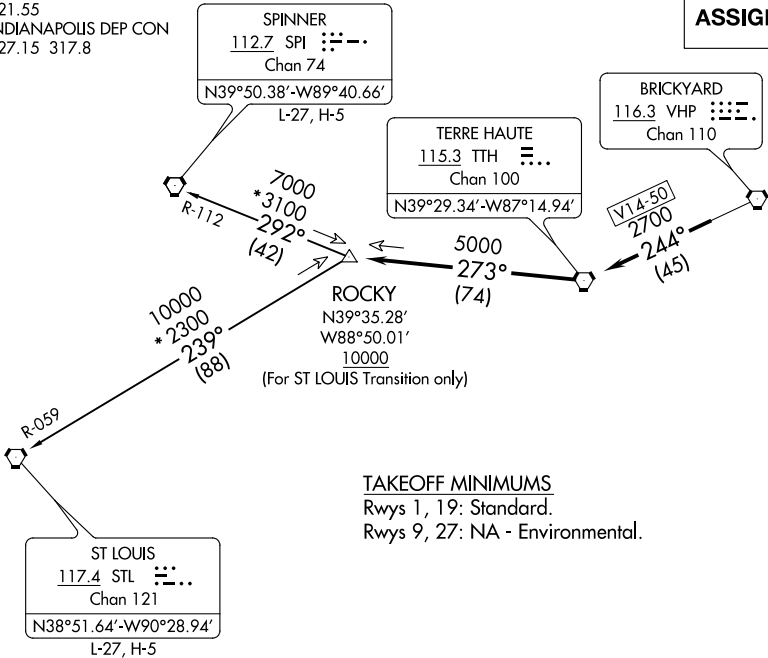 21.55
NDIANAPOLIS DEP CON
27.15 317.8
ASSIGI
SPINNER
112.7 SPI
Chan 74
N39°50.38'-W89°40.66'
L-27, H-5
BRICKYARD
116.3 VHP
Chan 110
TERRE HAUTE
115.3 TTH
Chan 100
N39°29.34'-W87°14.94'
R-112
7000
*3100
292°
(42)
5000
273°
(74)
V14-50
2700
244°
(45)
ROCKY
N39°35.28'
W88°50.01'
10000
(For ST LOUIS Transition only)
10000
*2300
239°
(88)
R-059
TAKEOFF MINIMUMS
Rwys 1, 19: Standard.
Rwys 9, 27: NA - Environmental.
ST LOUIS
117.4 STL
Chan 121
N38°51.64'-W90°28.94'
L-27, H-5